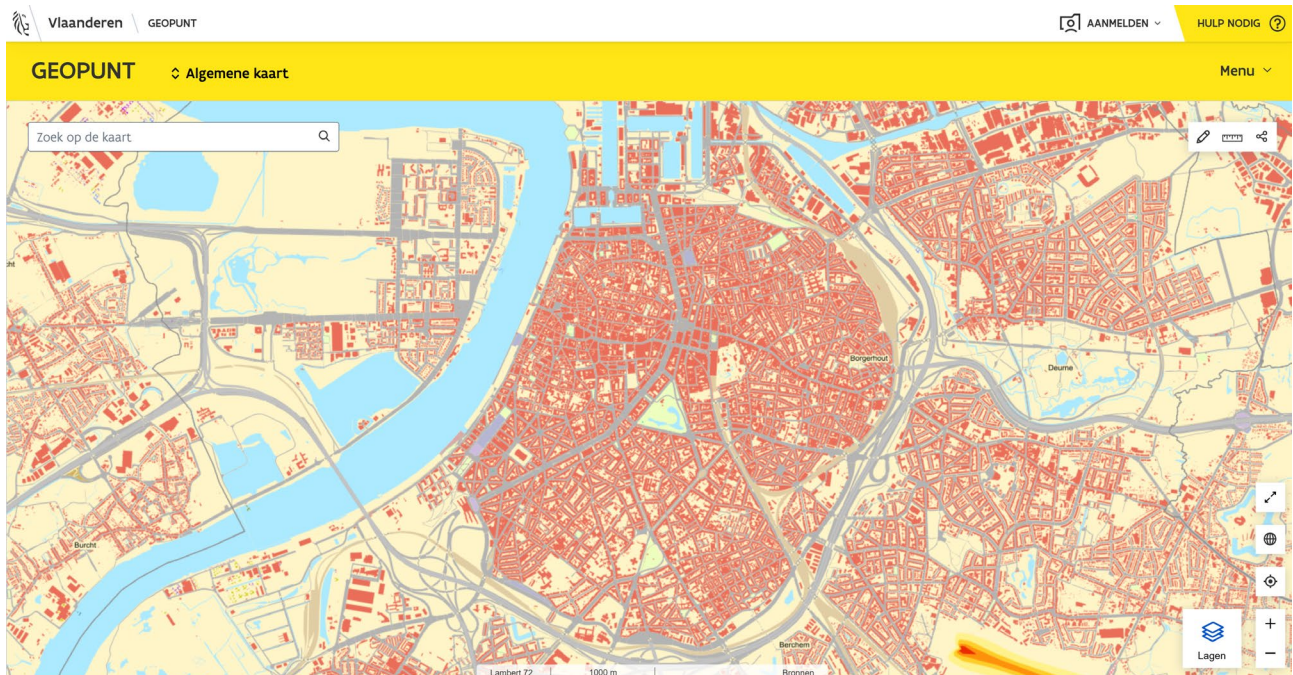 Vlaanderen GEOPUNT AANMELDEN HULP NODIG ?
GEOPUNT Algemene kaart Menu
Zoek op de kaart
Borgerhout
Deurne
Burcht
Berchem
Lagen
Lambert 72 1000 m Bronnen